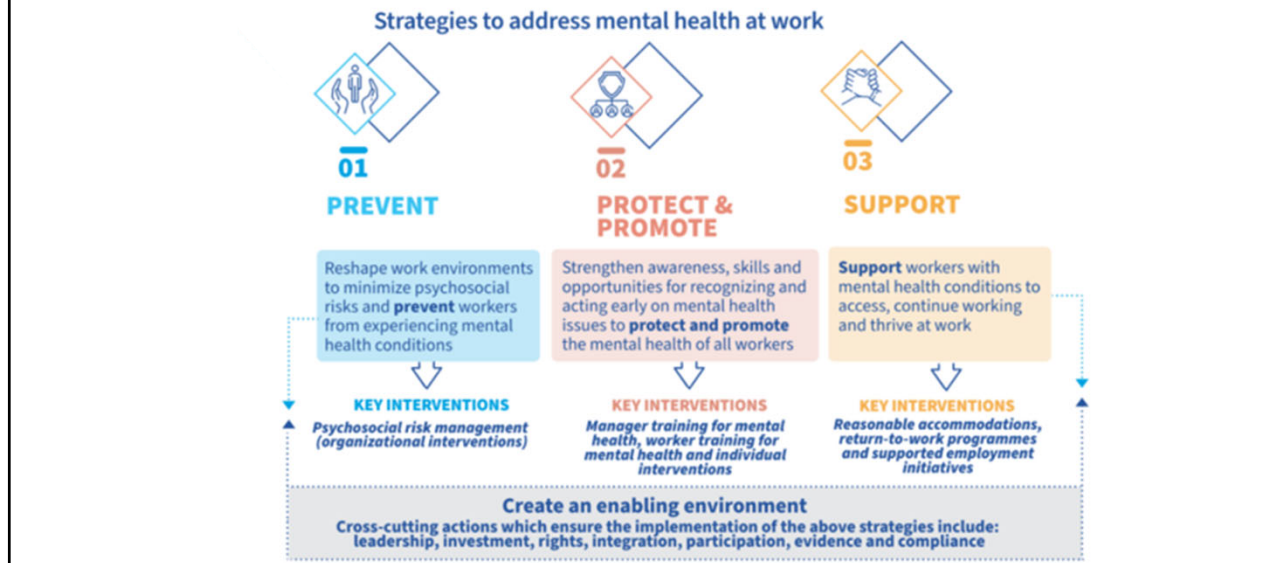 Strategies to address mental health at work
01
PREVENT
Reshape work environments
to minimize psychosocial
risks and prevent workers
from experiencing mental
health conditions
KEY INTERVENTIONS
Psychosocial risk management
(organizational interventions)
02
PROTECT &
PROMOTE
Strengthen awareness, skills and
opportunities for recognizing and
acting early on mental health
issues to protect and promote
the mental health of all workers
KEY INTERVENTIONS
Manager training for mental
health, worker training for
mental health and individual
interventions
03
SUPPORT
Support workers with
mental health conditions to
access, continue working
and thrive at work
KEY INTERVENTIONS
Reasonable accommodations,
return-to-work programmes
and supported employment
initiatives
Create an enabling environment
Cross-cutting actions which ensure the implementation of the above strategies include:
leadership, investment, rights, integration, participation, evidence and compliance